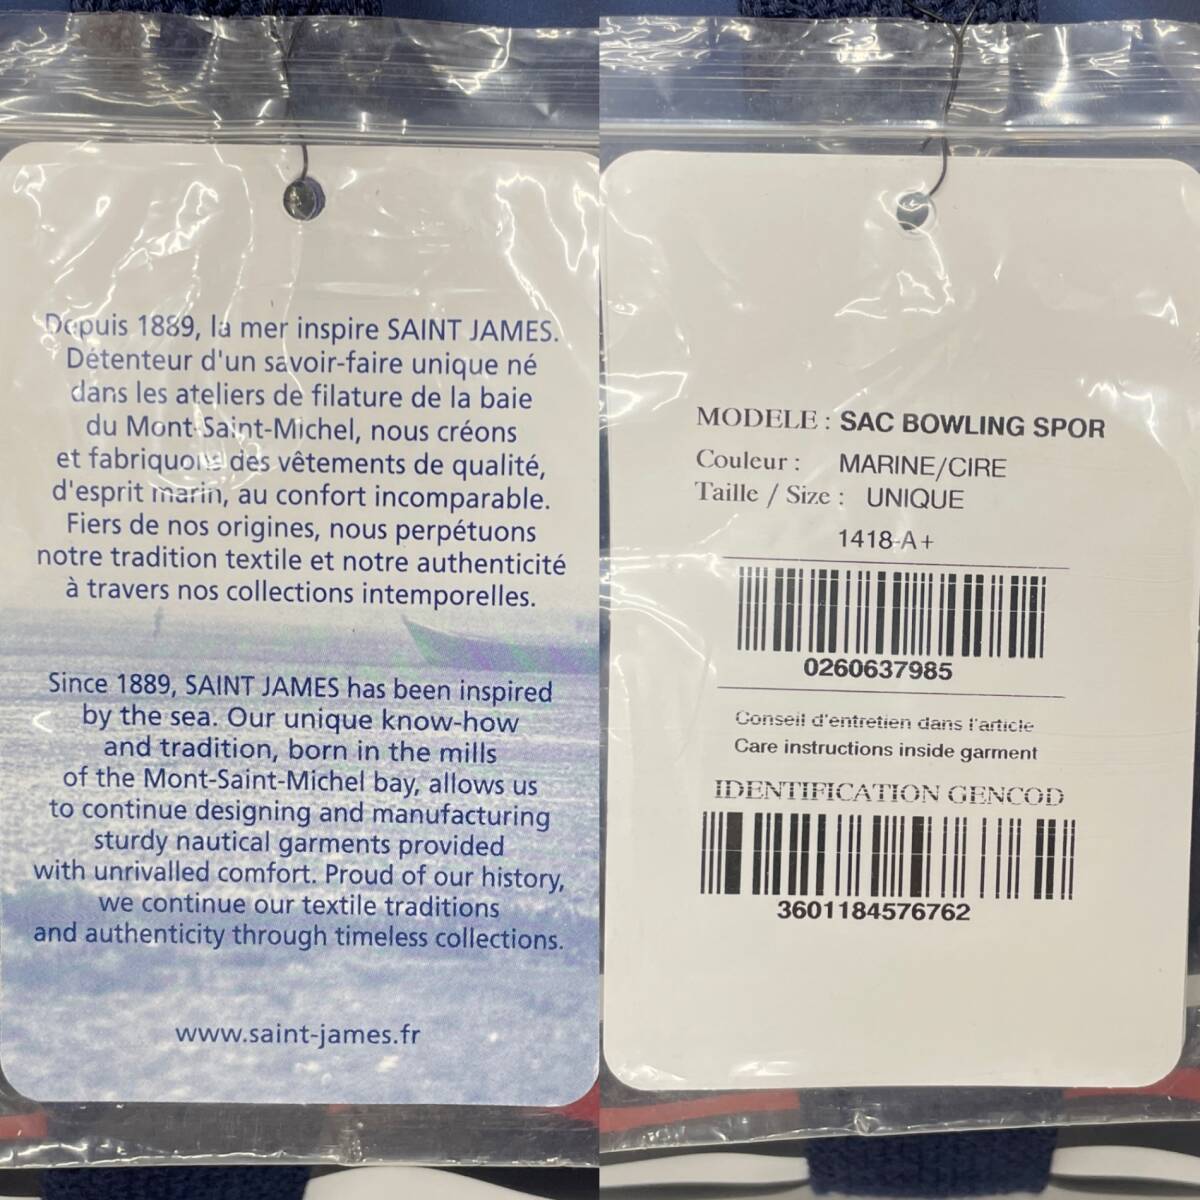 Depuis 1889, la mer inspire SAINT JAMES.
Détenteur d'un savoir-faire unique né
dans les ateliers de filature de la baie
du Mont-Saint-Michel, nous créons
et fabriquons des vêtements de qualité,
d'esprit marin, au confort incomparable.
Fiers de nos origines, nous perpétuons
notre tradition textile et notre authenticité
à travers nos collections intemporelles.
Since 1889, SAINT JAMES has been inspired
by the sea. Our unique know-how
and tradition, born in the mills
of the Mont-Saint-Michel bay, allows us
to continue designing and manufacturing
sturdy nautical garments provided
with unrivalled comfort. Proud of our history,
we continue our textile traditions
and authenticity through timeless collections.
www.saint-james.fr
MODELE : SAC BOWLING SPOR
Couleur : MARINE/CIRE
Taille / Size : UNIQUE
1418-A+
0260637985
Conseil d'entretien dans l'article
Care instructions inside garment
IDENTIFICATION GENCOD
3601184576762